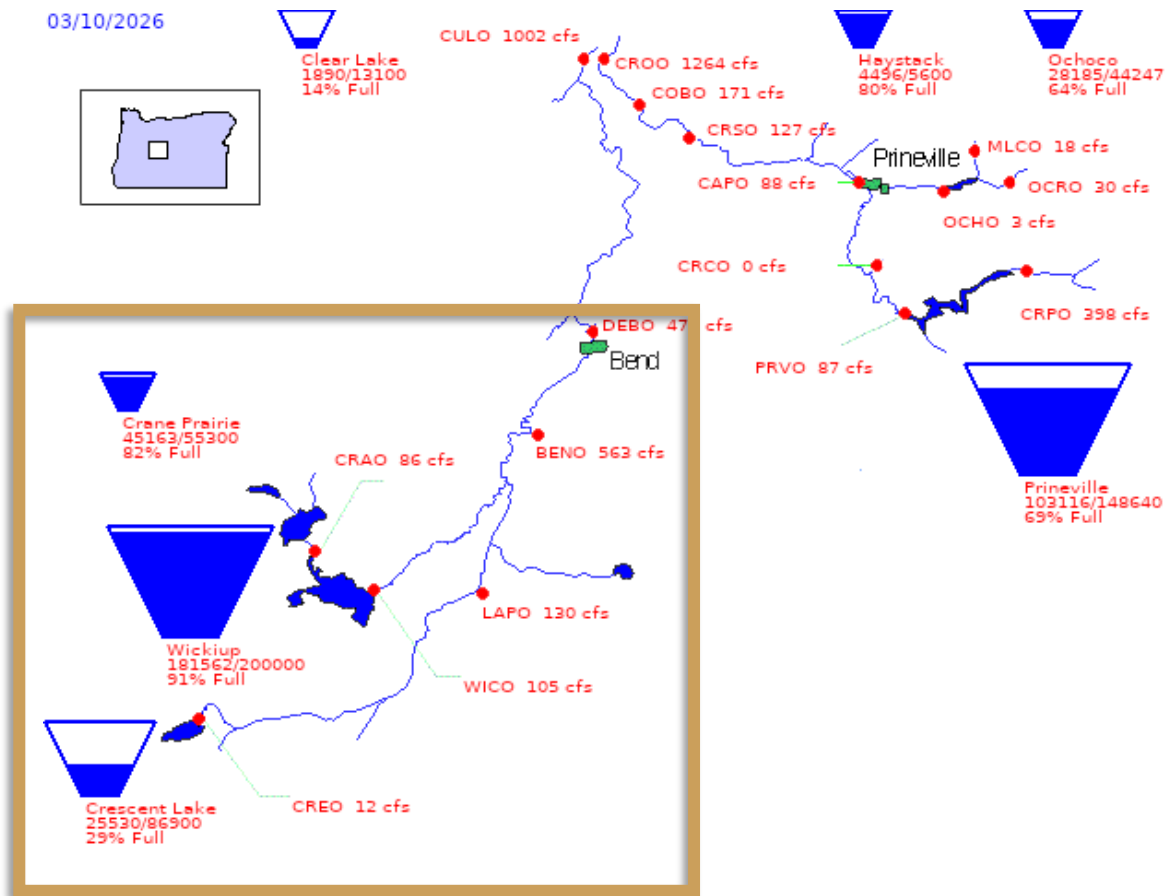 03/10/2026
Clear Lake
1890/13100
14% Full
CULO 1002 cfs
CROO 1264 cfs
COBO 171 cfs
CRSO 127 cfs
Haystack
4496/5600
80% Full
Ochoco
28185/44247
64% Full
Prineville
MLCO 18 cfs
CAPO 88 cfs
OCRO 30 cfs
OCHO 3 cfs
CRCO 0 cfs
CRPO 398 cfs
PRVO 87 cfs
Prineville
103116/148640
69% Full
DEBO 47 cfs
Bend
BENO 563 cfs
Crane Prairie
45163/55300
82% Full
CRAO 86 cfs
Wickiup
181562/200000
91% Full
LAPO 130 cfs
WICO 105 cfs
Crescent Lake
25530/86900
29% Full
CREO 12 cfs